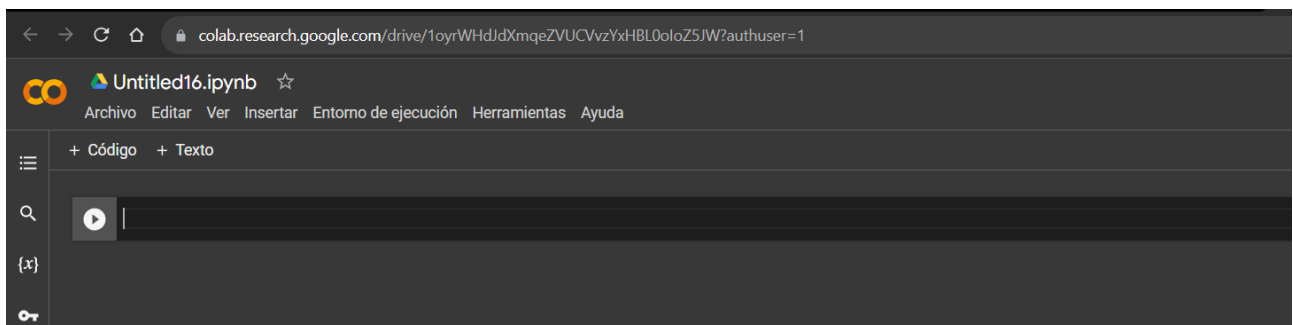 colab.research.google.com/drive/1oyrWHdJdXmqeZVUCVvzYxHBL0oIoZ5JW?authuser=1
CO Untitled16.ipynb
Archivo Editar Ver Insertar Entorno de ejecución Herramientas Ayuda
+ Código + Texto
{x}